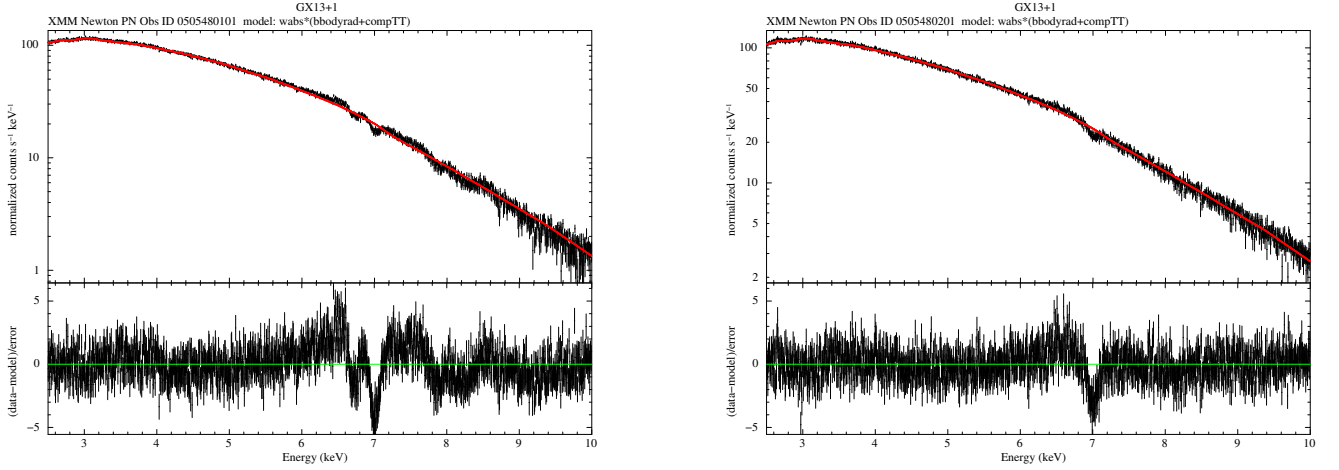 GX13+1
XMM Newton PN Obs ID 0505480101 model: wabs*(bbodyrad+compTT)
100
10
1
normalized counts s⁻¹ keV⁻¹
5
0
−5
(data−model)/error
3 4 5 6 7 8 9 10
Energy (keV)
GX13+1
XMM Newton PN Obs ID 0505480201 model: wabs*(bbodyrad+compTT)
100
50
20
10
5
2
normalized counts s⁻¹ keV⁻¹
5
0
−5
(data−model)/error
3 4 5 6 7 8 9 10
Energy (keV)